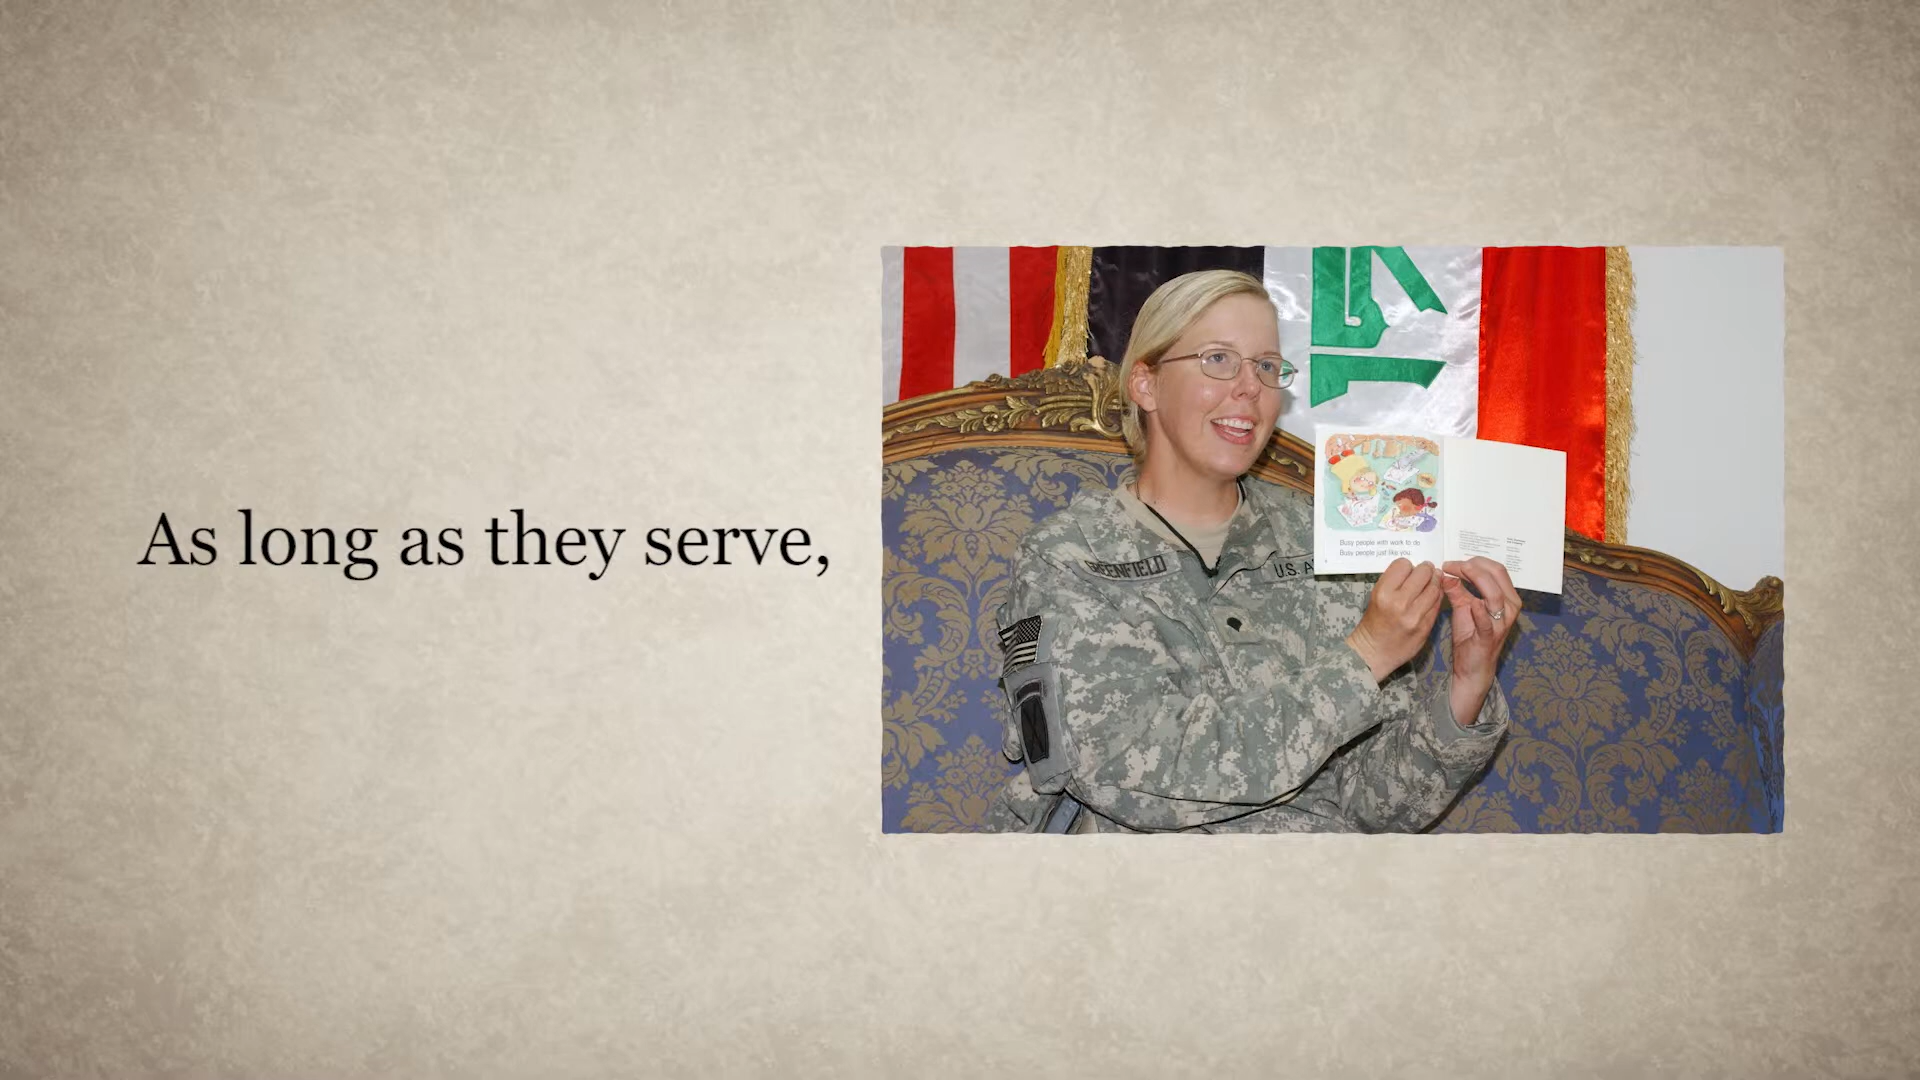 As long as they serve,
GREENFIELD
U.S. A
Busy people with work to do
Busy people just like you.